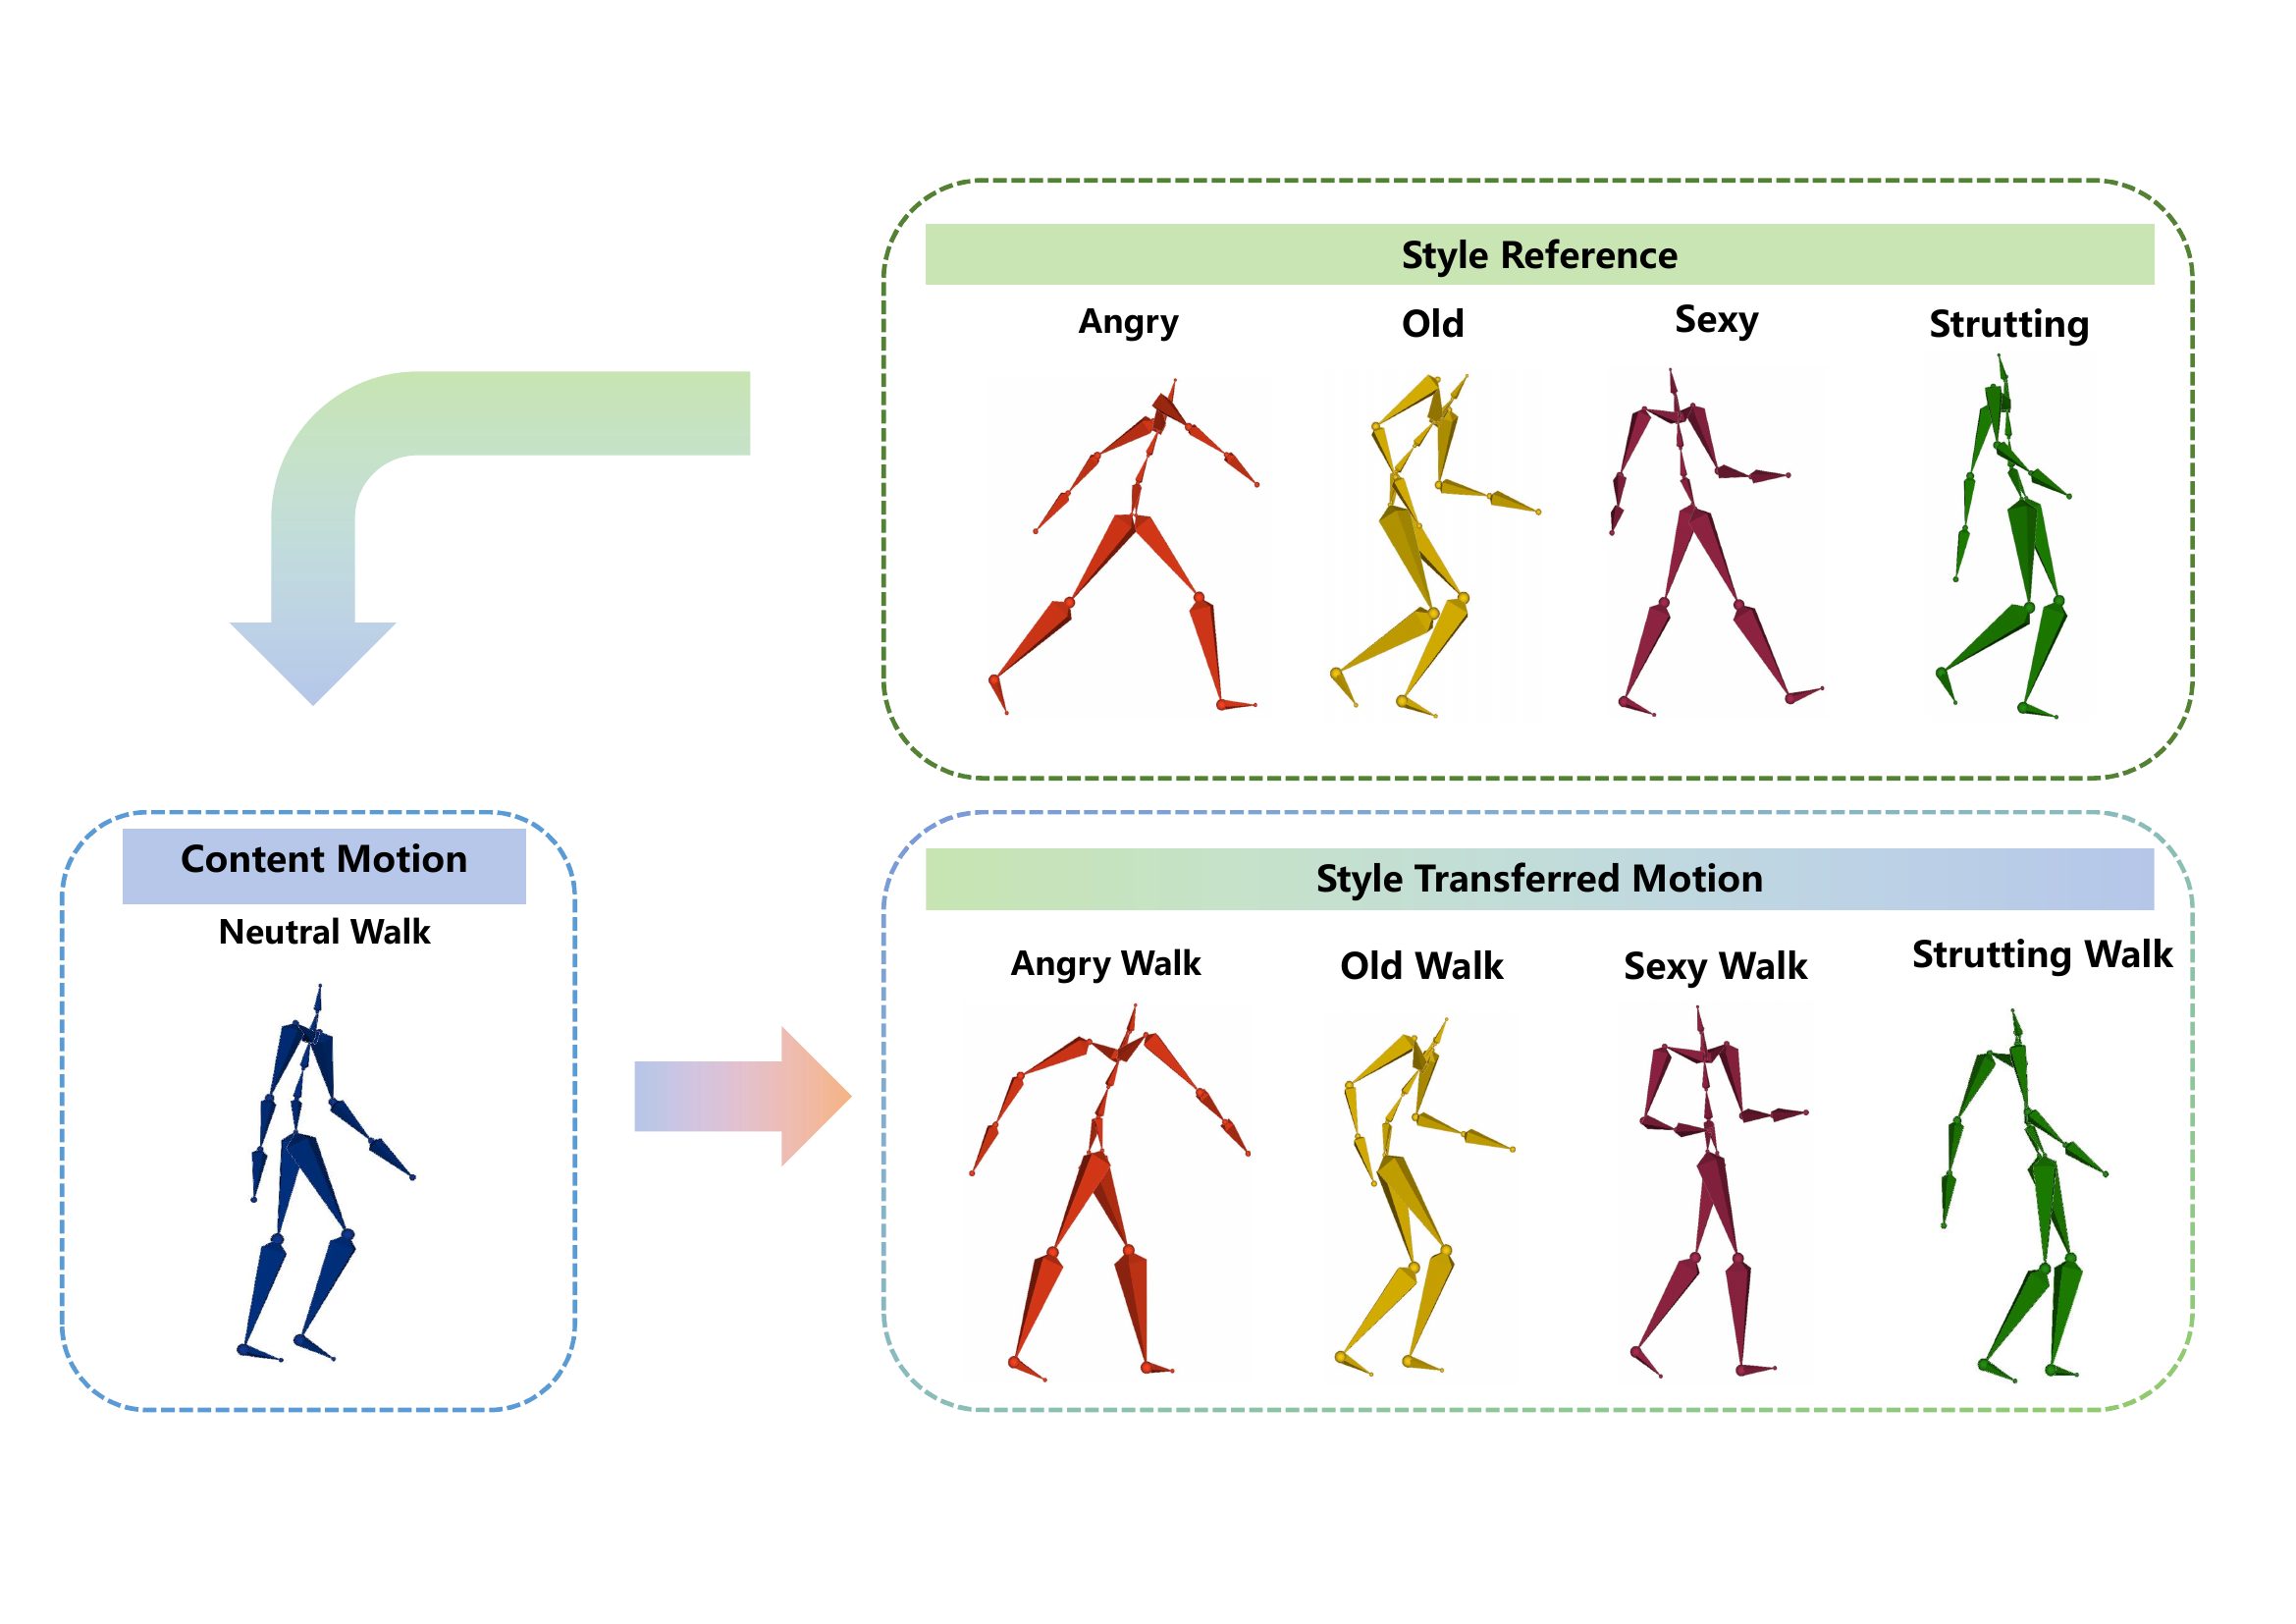 Style Reference
Angry
Old
Sexy
Strutting
Content Motion
Neutral Walk
Style Transferred Motion
Angry Walk
Old Walk
Sexy Walk
Strutting Walk